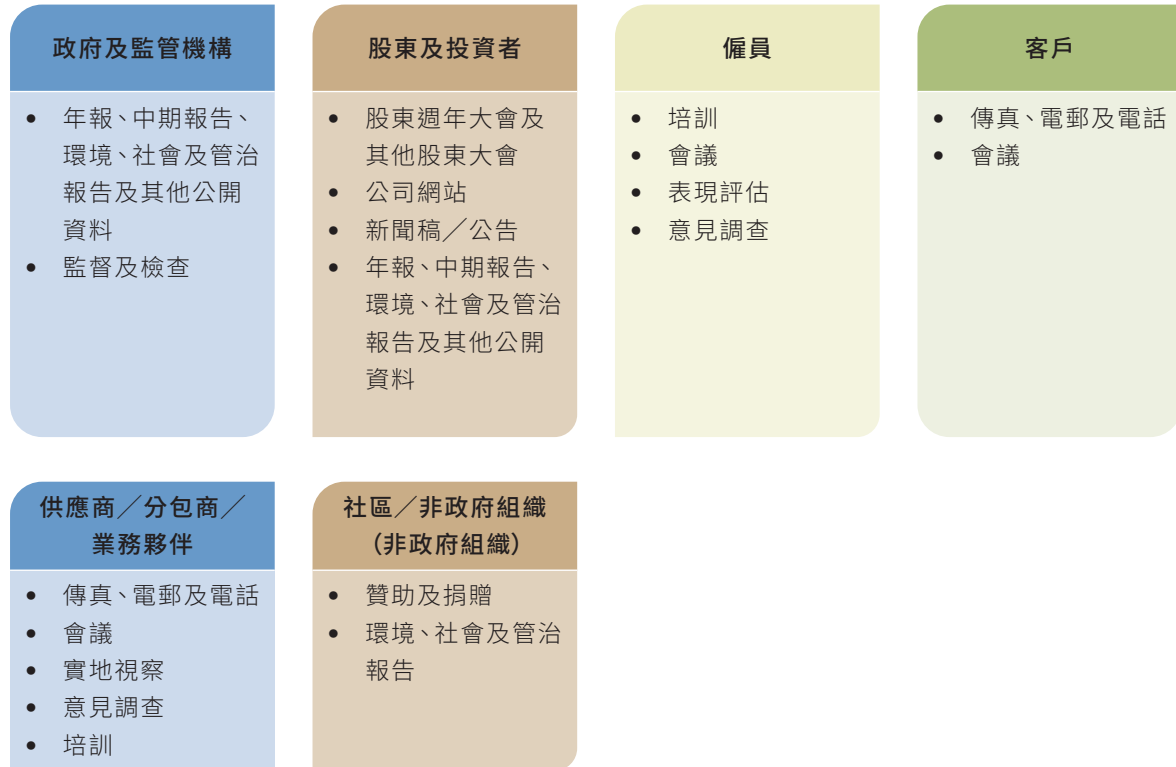 政府及監管機構
• 年報、中期報告、
環境、社會及管治
報告及其他公開
資料
• 監督及檢查
股東及投資者
• 股東週年大會及
其他股東大會
• 公司網站
• 新聞稿／公告
• 年報、中期報告、
環境、社會及管治
報告及其他公開
資料
僱員
• 培訓
• 會議
• 表現評估
• 意見調查
客戶
• 傳真、電郵及電話
• 會議
供應商／分包商／
業務夥伴
• 傳真、電郵及電話
• 會議
• 實地視察
• 意見調查
• 培訓
社區／非政府組織
（非政府組織）
• 贊助及捐贈
• 環境、社會及管治
報告